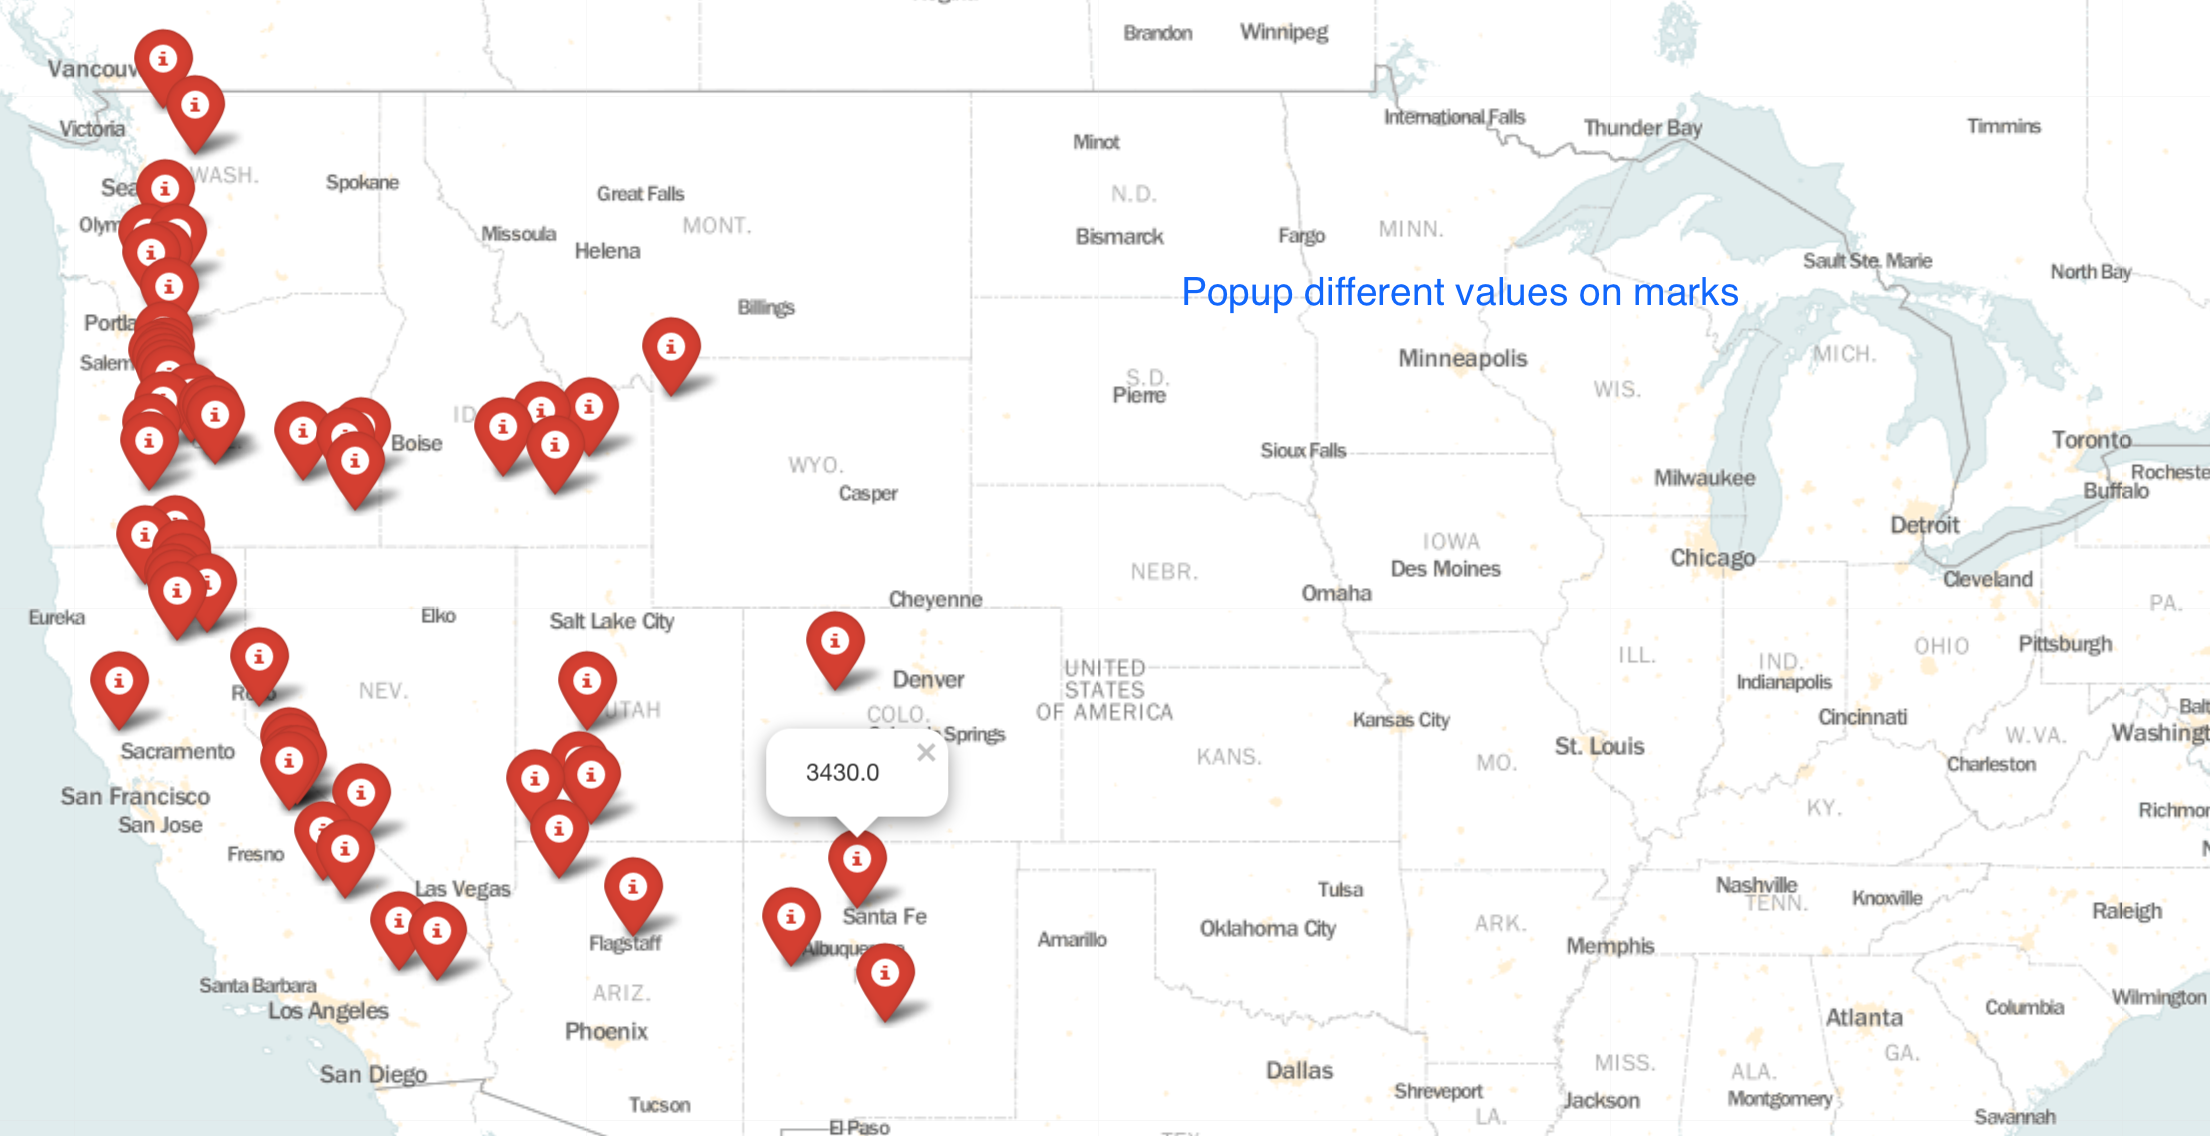 Brandon
Winnipeg
Vancouv
Victoria
International Falls
Thunder Bay
Timmins
Minot
WASH.
Spokane
Sea
Great Falls
N.D.
Olym
MONT.
Missoula
Helena
Bismarck
Fargo
MINN.
Sault Ste. Marie
North Bay
Popup different values on marks
Billings
Portla
Salem
Minneapolis
MICH.
S.D.
Pierre
WIS.
ID
Boise
Sioux Falls
Toronto
WYO.
Casper
Milwaukee
Rocheste
Buffalo
Detroit
IOWA
Des Moines
Chicago
NEBR.
Cleveland
Omaha
Cheyenne
PA.
Eureka
Elko
Salt Lake City
ILL.
OHIO
Pittsburgh
IND.
Indianapolis
UNITED
STATES
OF AMERICA
Denver
NEV.
UTAH
COLO.
Springs
Kansas City
Cincinnati
Balt
W.VA.
Washingt
Sacramento
St. Louis
KANS.
MO.
Charleston
3430.0
San Francisco
San Jose
KY.
Richmon
Fresno
Las Vegas
Tulsa
Nashville
TENN.
Knoxville
Raleigh
Santa Fe
Oklahoma City
ARK.
Flagstaff
Albuquer
Amarillo
Memphis
Santa Barbara
Los Angeles
ARIZ.
Phoenix
Wilmington
Columbia
Atlanta
GA.
San Diego
Dallas
MISS.
ALA.
Shreveport
Jackson
Montgomery
Tucson
LA.
Savannah
El Paso